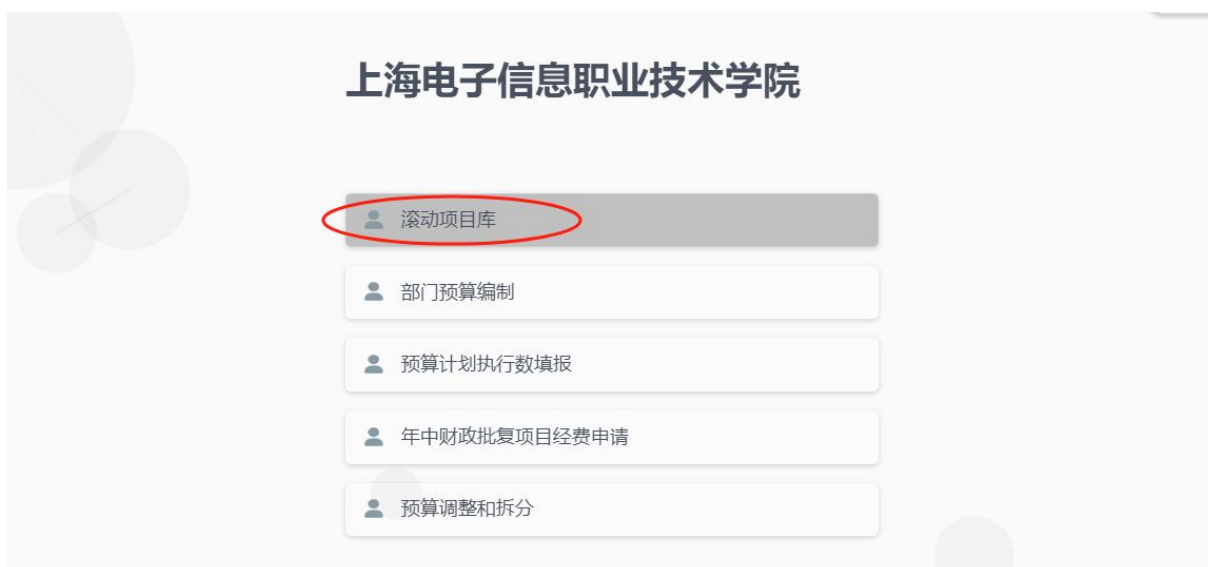 上海电子信息职业技术学院
滚动项目库
部门预算编制
预算计划执行数填报
年中财政批复项目经费申请
预算调整和拆分